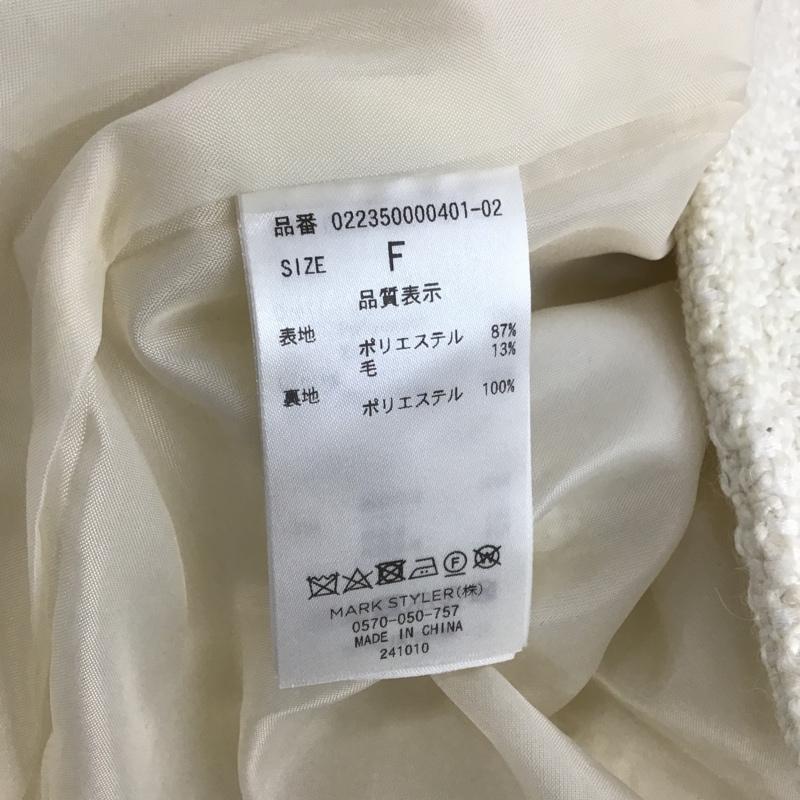 品番 022350000401-02
SIZE F
品質表示
表地 ポリエステル 87%
毛 13%
裏地 ポリエステル 100%
MARK STYLER(株)
0570-050-757
MADE IN CHINA
241010